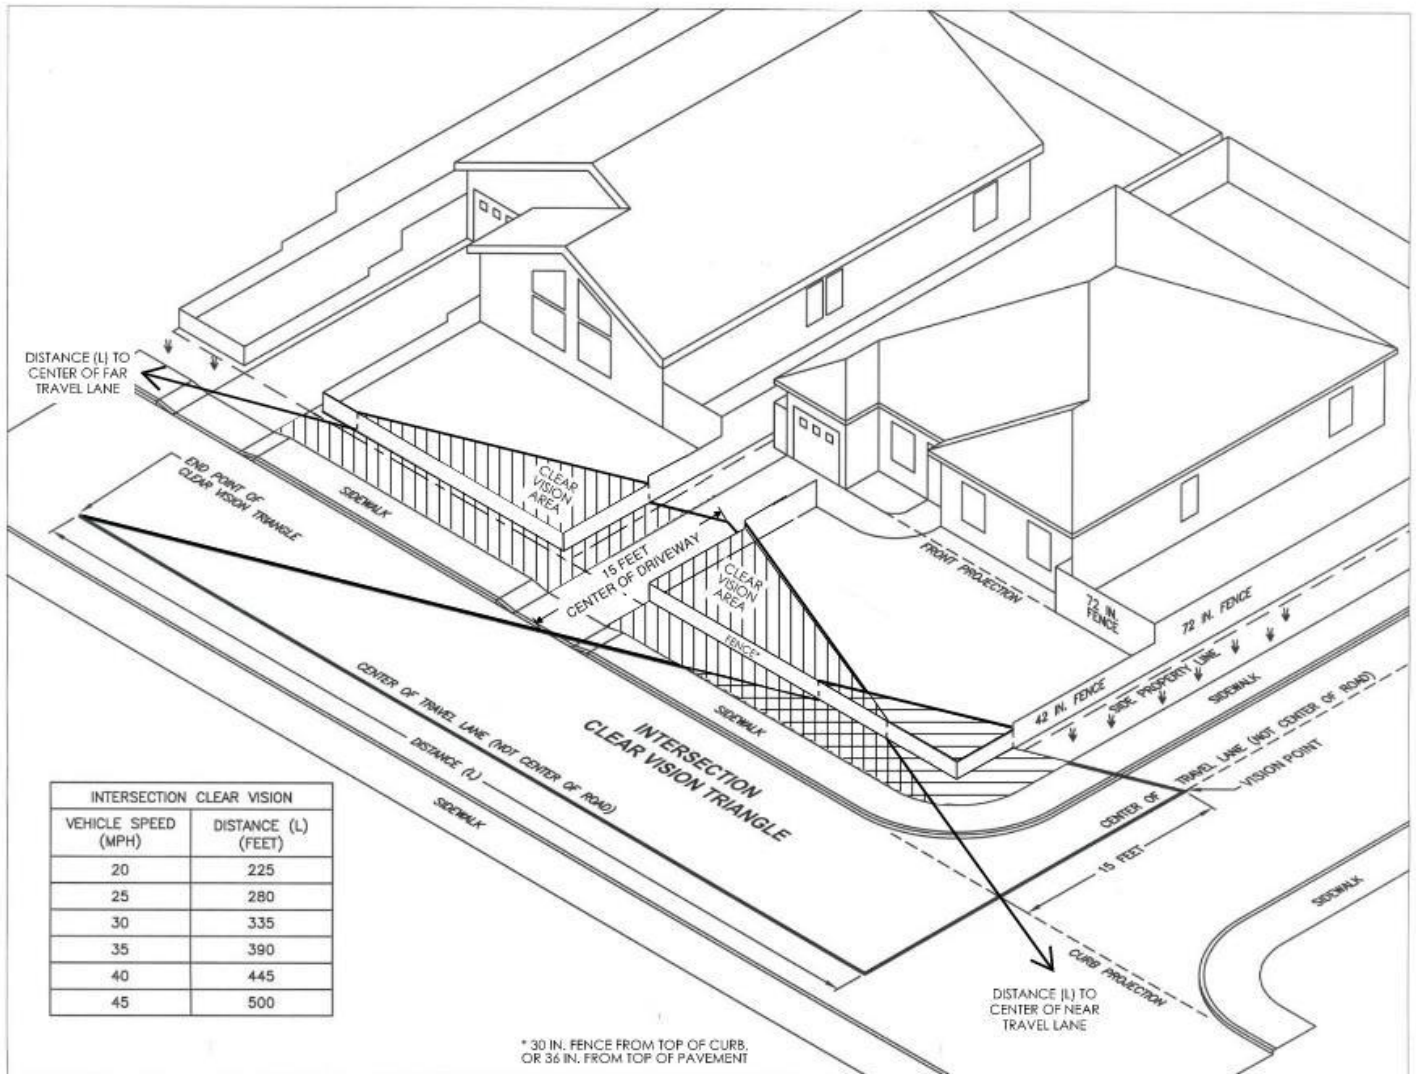 DISTANCE (L) TO
CENTER OF FAR
TRAVEL LANE
END POINT OF
CLEAR VISION TRIANGLE
SIDEWALK
CLEAR
VISION
AREA
15 FEET
CENTER OF DRIVEWAY
CLEAR
VISION
AREA
FENCE*
FRONT PROJECTION
72 IN.
FENCE
72 IN. FENCE
42 IN. FENCE
SIDE PROPERTY LINE
SIDEWALK
SIDEWALK
CENTER OF TRAVEL LANE (NOT CENTER OF ROAD)
DISTANCE (L)
SIDEWALK
INTERSECTION
CLEAR VISION TRIANGLE
CENTER OF TRAVEL LANE (NOT CENTER OF ROAD)
VISION POINT
15 FEET
SIDEWALK
CURB PROJECTION
DISTANCE (L) TO
CENTER OF NEAR
TRAVEL LANE
INTERSECTION CLEAR VISION
VEHICLE SPEED (MPH) DISTANCE (L) (FEET)
20 225
25 280
30 335
35 390
40 445
45 500
* 30 IN. FENCE FROM TOP OF CURB,
OR 36 IN. FROM TOP OF PAVEMENT